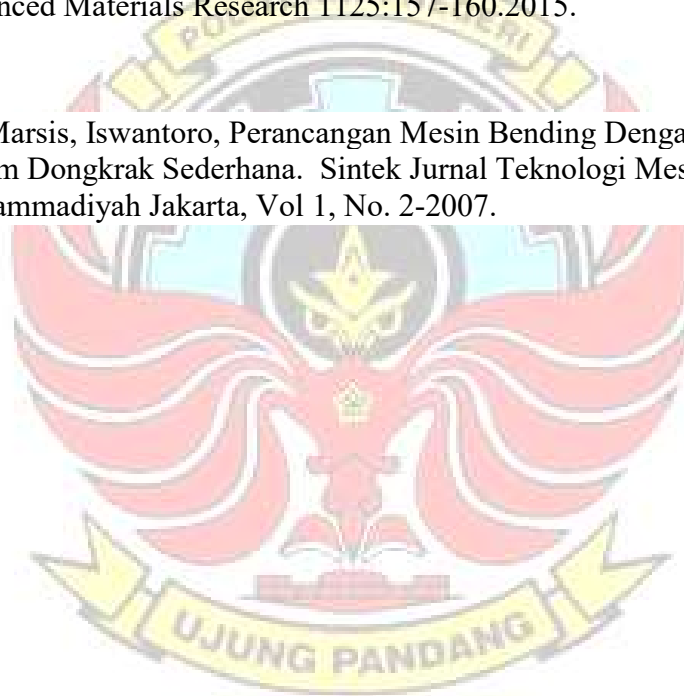 nced Materials Research 1125:157-160.2015.
Marsis, Iswantoro, Perancangan Mesin Bending Denga
m Dongkrak Sederhana.  Sintek Jurnal Teknologi Mes
ammadiyah Jakarta, Vol 1, No. 2-2007.
UJUNG PANDANG